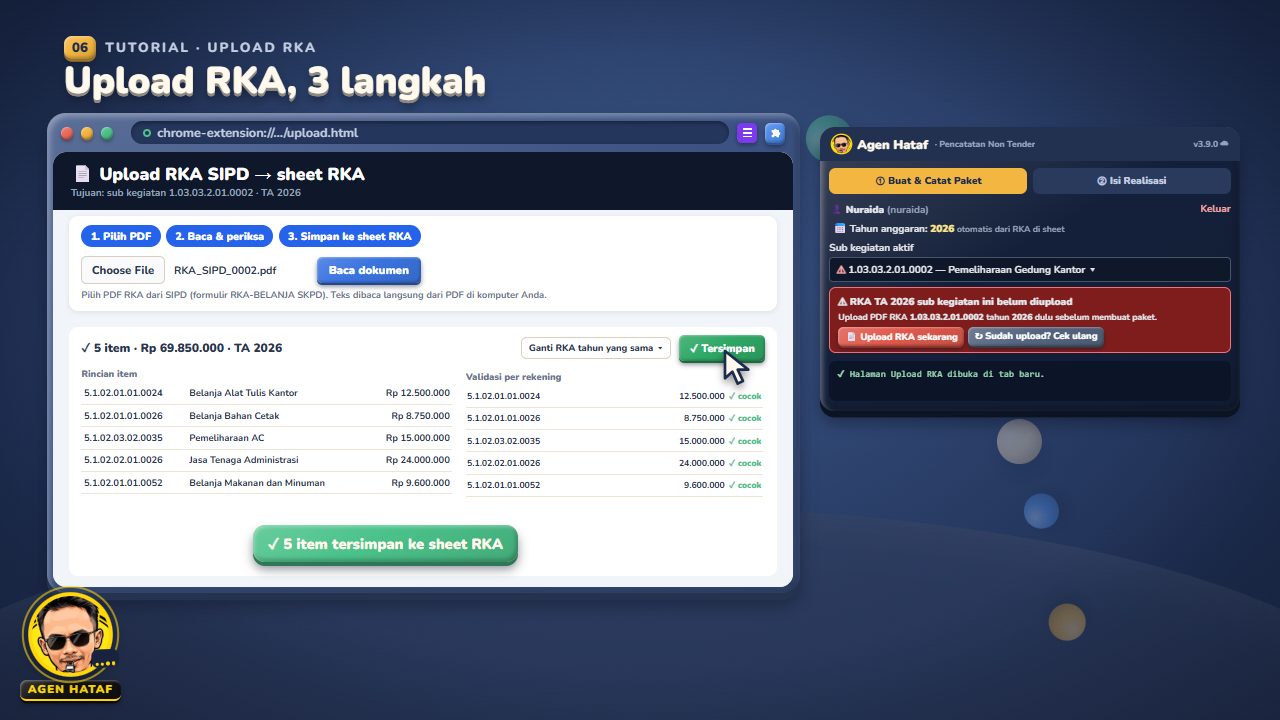 06 TUTORIAL · UPLOAD RKA
Upload RKA, 3 langkah
chrome-extension://.../upload.html
Upload RKA SIPD → sheet RKA
Tujuan: sub kegiatan 1.03.03.2.01.0002 · TA 2026
1. Pilih PDF 2. Baca & periksa 3. Simpan ke sheet RKA
Choose File RKA_SIPD_0002.pdf Baca dokumen
Pilih PDF RKA dari SIPD (formulir RKA-BELANJA SKPD). Teks dibaca langsung dari PDF di komputer Anda.
✓ 5 item · Rp 69.850.000 · TA 2026 Ganti RKA tahun yang sama ✓ Tersimpan
Rincian item
5.1.02.01.01.0024 Belanja Alat Tulis Kantor Rp 12.500.000
5.1.02.01.01.0026 Belanja Bahan Cetak Rp 8.750.000
5.1.02.03.02.0035 Pemeliharaan AC Rp 15.000.000
5.1.02.02.01.0026 Jasa Tenaga Administrasi Rp 24.000.000
5.1.02.01.01.0052 Belanja Makanan dan Minuman Rp 9.600.000
Validasi per rekening
5.1.02.01.01.0024 12.500.000 ✓ cocok
5.1.02.01.01.0026 8.750.000 ✓ cocok
5.1.02.03.02.0035 15.000.000 ✓ cocok
5.1.02.02.01.0026 24.000.000 ✓ cocok
5.1.02.01.01.0052 9.600.000 ✓ cocok
✓ 5 item tersimpan ke sheet RKA
Agen Hataf · Pencatatan Non Tender v3.9.0
① Buat & Catat Paket ② Isi Realisasi
Nuraida (nuraida) Keluar
Tahun anggaran: 2026 otomatis dari RKA di sheet
Sub kegiatan aktif
⚠ 1.03.03.2.01.0002 — Pemeliharaan Gedung Kantor
⚠ RKA TA 2026 sub kegiatan ini belum diupload
Upload PDF RKA 1.03.03.2.01.0002 tahun 2026 dulu sebelum membuat paket.
Upload RKA sekarang ↻ Sudah upload? Cek ulang
✓ Halaman Upload RKA dibuka di tab baru.
AGEN HATAF